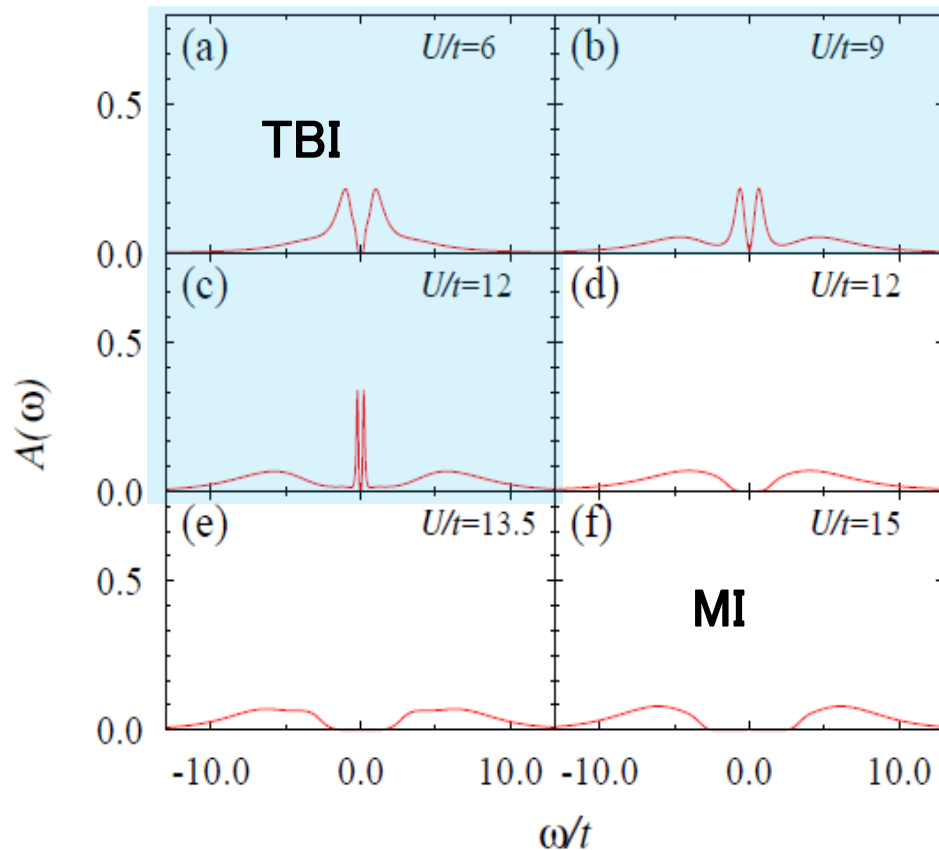 (a) U/t=6
(b) U/t=9
TBI
0.5
0.0
(c) U/t=12
(d) U/t=12
0.5
0.0
(e) U/t=13.5
(f) U/t=15
0.5
MI
0.0
A(ω)
-10.0 0.0 10.0 -10.0 0.0 10.0
ω/t